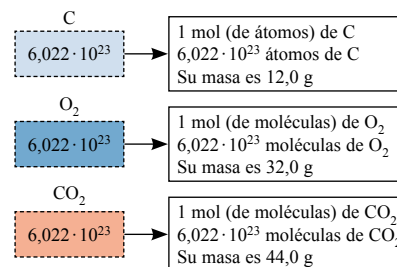 C
6,022 · 10²³
1 mol (de átomos) de C
6,022 · 10²³ átomos de C
Su masa es 12,0 g
O₂
6,022 · 10²³
1 mol (de moléculas) de O₂
6,022 · 10²³ moléculas de O₂
Su masa es 32,0 g
CO₂
6,022 · 10²³
1 mol (de moléculas) de CO₂
6,022 · 10²³ moléculas de CO₂
Su masa es 44,0 g